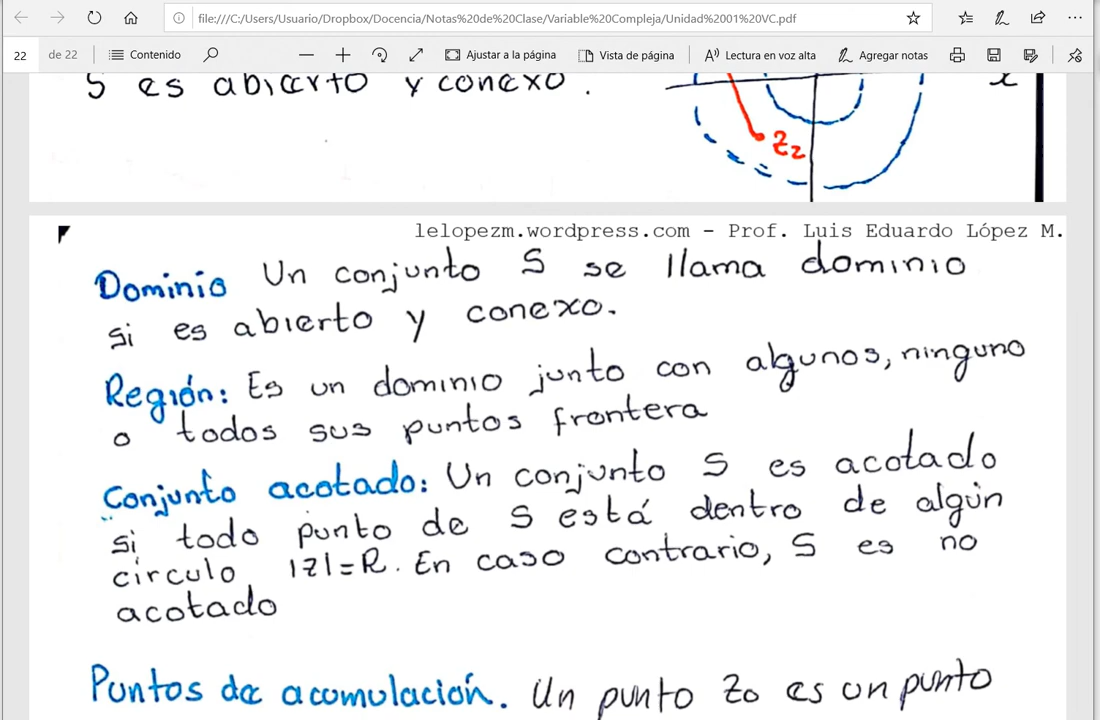 file:///C:/Users/Usuario/Dropbox/Docencia/Notas%20de%20Clase/Variable%20Compleja/Unidad%2001%20VC.pdf
22 de 22 Contenido Ajustar a la página Vista de página Lectura en voz alta Agregar notas
S es abierto y conexo.
x
z2
lelopezm.wordpress.com - Prof. Luis Eduardo López M.
Dominio Un conjunto S se llama dominio
si es abierto y conexo.
Región: Es un dominio junto con algunos, ninguno
o todos sus puntos frontera
Conjunto acotado: Un conjunto S es acotado
si todo punto de S está dentro de algún
círculo |z|=R. En caso contrario, S es no
acotado
Puntos de acumulación. Un punto z0 es un punto